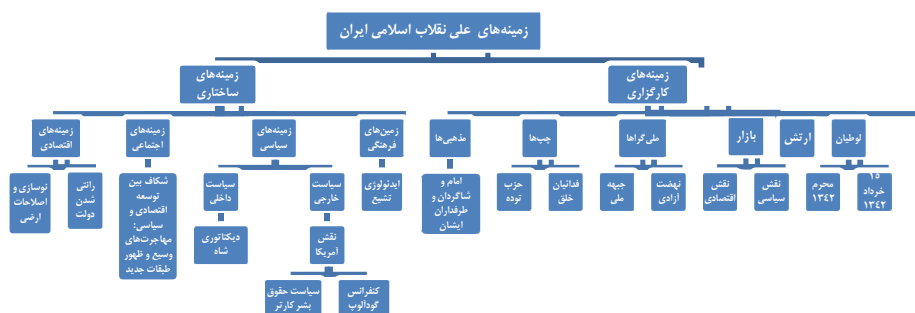 زمینه‌های علی نقلاب اسلامی ایران
زمینه‌های
کارگزاری
زمینه‌های
ساختاری
لوطیان
ارتش
بازار
ملی‌گراها
چپ‌ها
مذهبی‌ها
زمین‌های
فرهنگی
زمینه‌های
سیاسی
زمینه‌های
اجتماعی
زمینه‌های
اقتصادی
۱۵
خرداد
۱۳٤۲
محرم
۱۳٤۲
نقش
سیاسی
نقش
اقتصادی
نهضت
آزادی
جبهه
ملی
فدائیان
خلق
حزب
توده
امام و
شاگردان و
طرفداران
ایشان
ایدئولوژی
تشیع
سیاست
خارجی
سیاست
داخلی
شکاف بین
توسعه
اقتصادی و
سیاسی:
مهاجرت‌های
وسیع و ظهور
طبقات جدید
رانتی
شدن
دولت
نوسازی و
اصلاحات
ارضی
نقش
آمریکا
دیکتاتوری
شاه
کنفرانس
گودآلوپ
سیاست حقوق
بشر کارتر